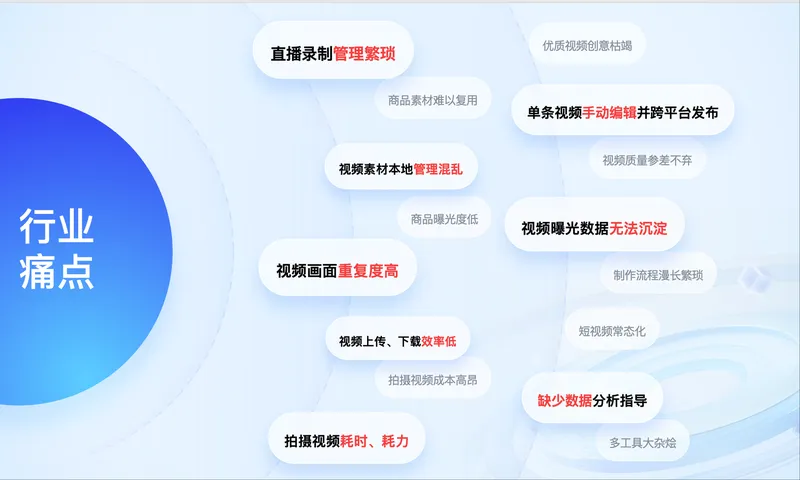 行业
痛点
直播录制管理繁琐
商品素材难以复用
视频素材本地管理混乱
商品曝光度低
视频画面重复度高
视频上传、下载效率低
拍摄视频成本高昂
拍摄视频耗时、耗力
优质视频创意枯竭
单条视频手动编辑并跨平台发布
视频质量参差不弃
视频曝光数据无法沉淀
制作流程漫长繁琐
短视频常态化
缺少数据分析指导
多工具大杂烩